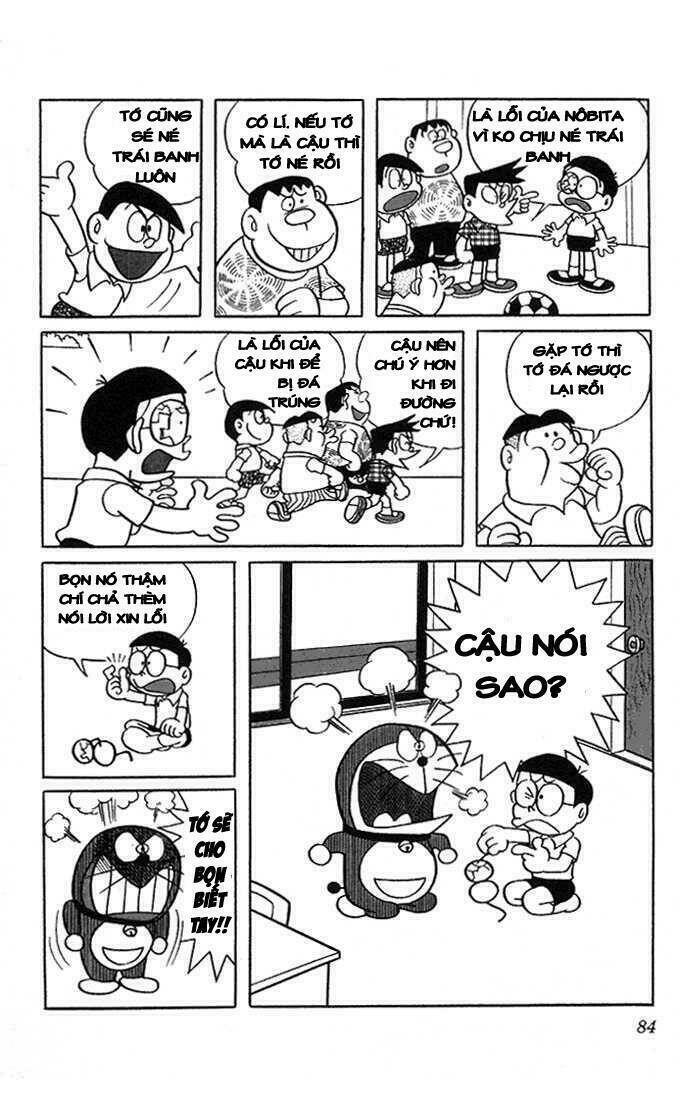 LÀ LỖI CỦA NÔBITA
VÌ KO CHỊU NÉ TRÁI
BANH
CÓ LÍ. NẾU TỚ
MÀ LÀ CẬU THÌ
TỚ NÉ RỒI
TỚ CŨNG
SÉ NÉ
TRÁI BANH
LUÔN
GẶP TỚ THÌ
TỚ ĐÁ NGƯỢC
LẠI RỒI
CẬU NÊN
CHÚ Ý HƠN
KHI ĐI
ĐƯỜNG
CHỨ!
LÀ LỖI CỦA
CẬU KHI ĐỂ
BỊ ĐÁ
TRÚNG
CẬU NÓI
SAO?
BỌN NÓ THẬM
CHÍ CHẢ THÈM
NÓI LỜI XIN LỖI
TỚ SẼ
CHO
BỌN
BIẾT
TAY!!
84